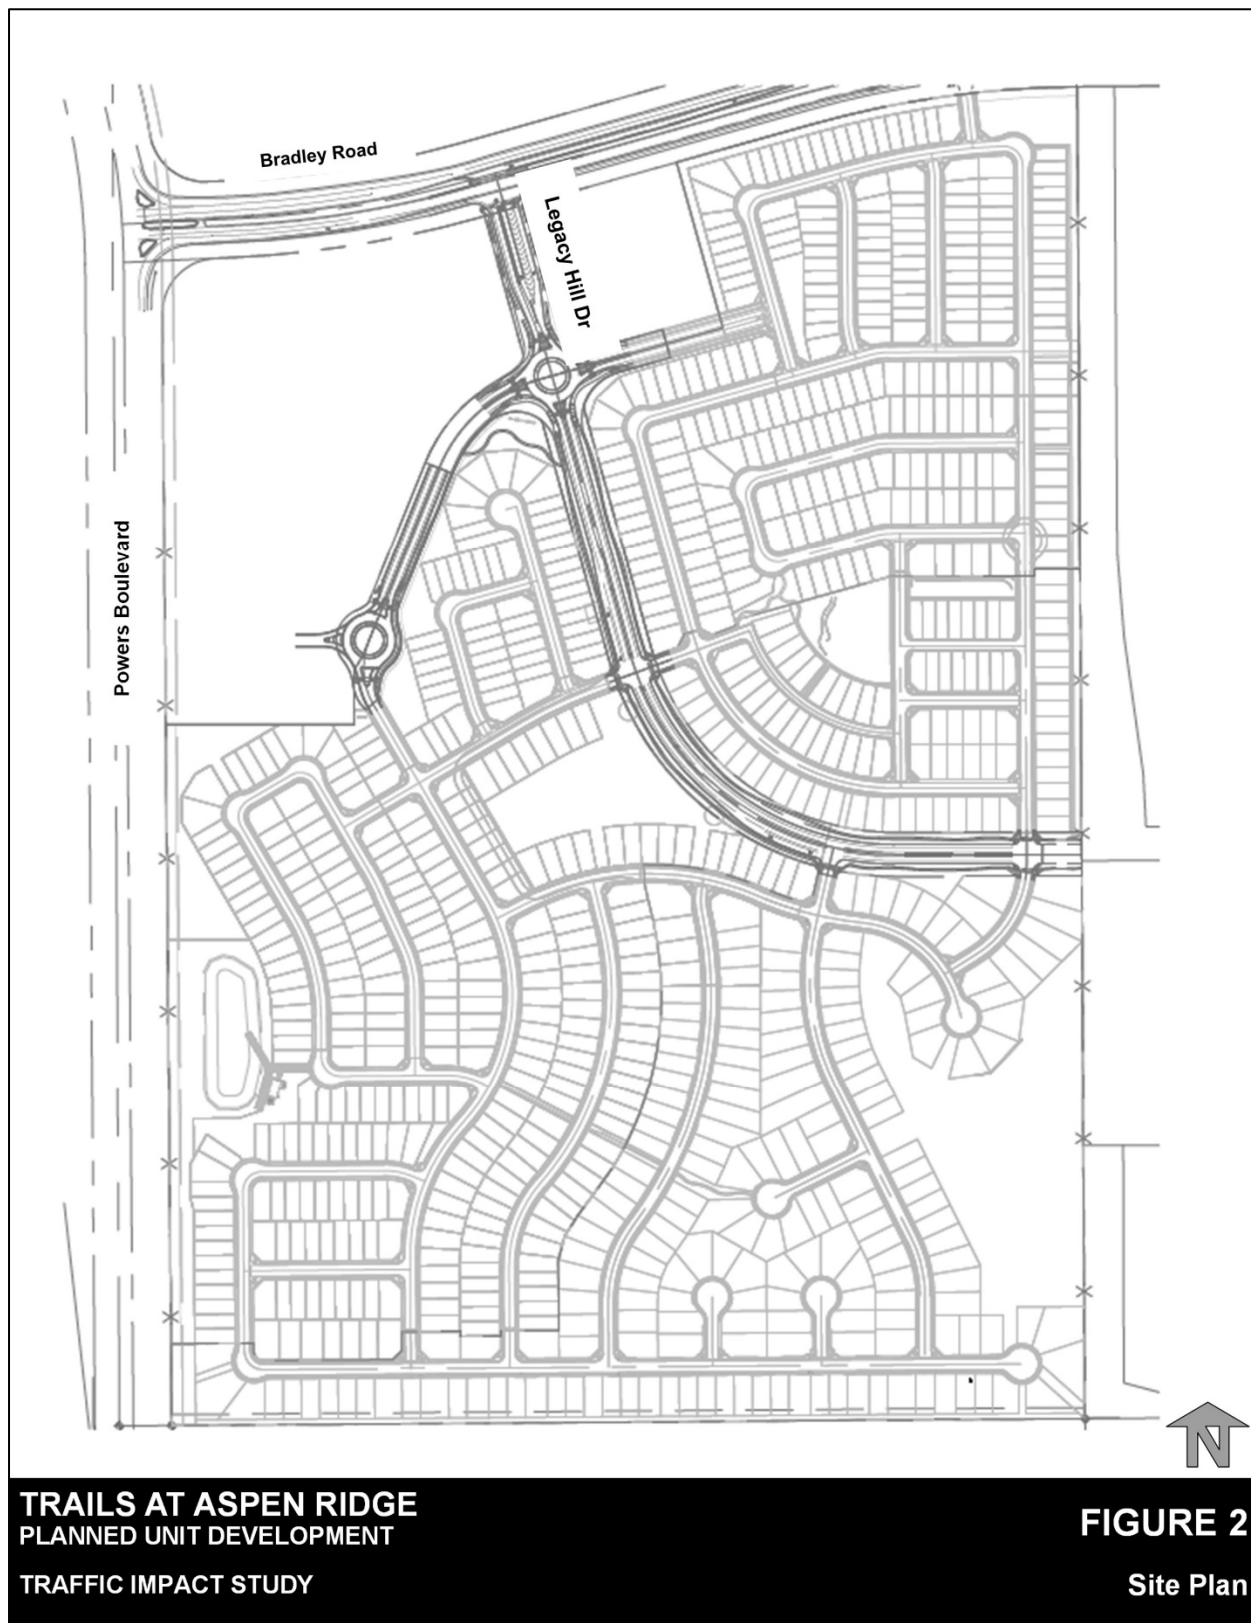 Bradley Road
Legacy Hill Dr
Powers Boulevard
N
TRAILS AT ASPEN RIDGE
PLANNED UNIT DEVELOPMENT
TRAFFIC IMPACT STUDY
FIGURE 2
Site Plan